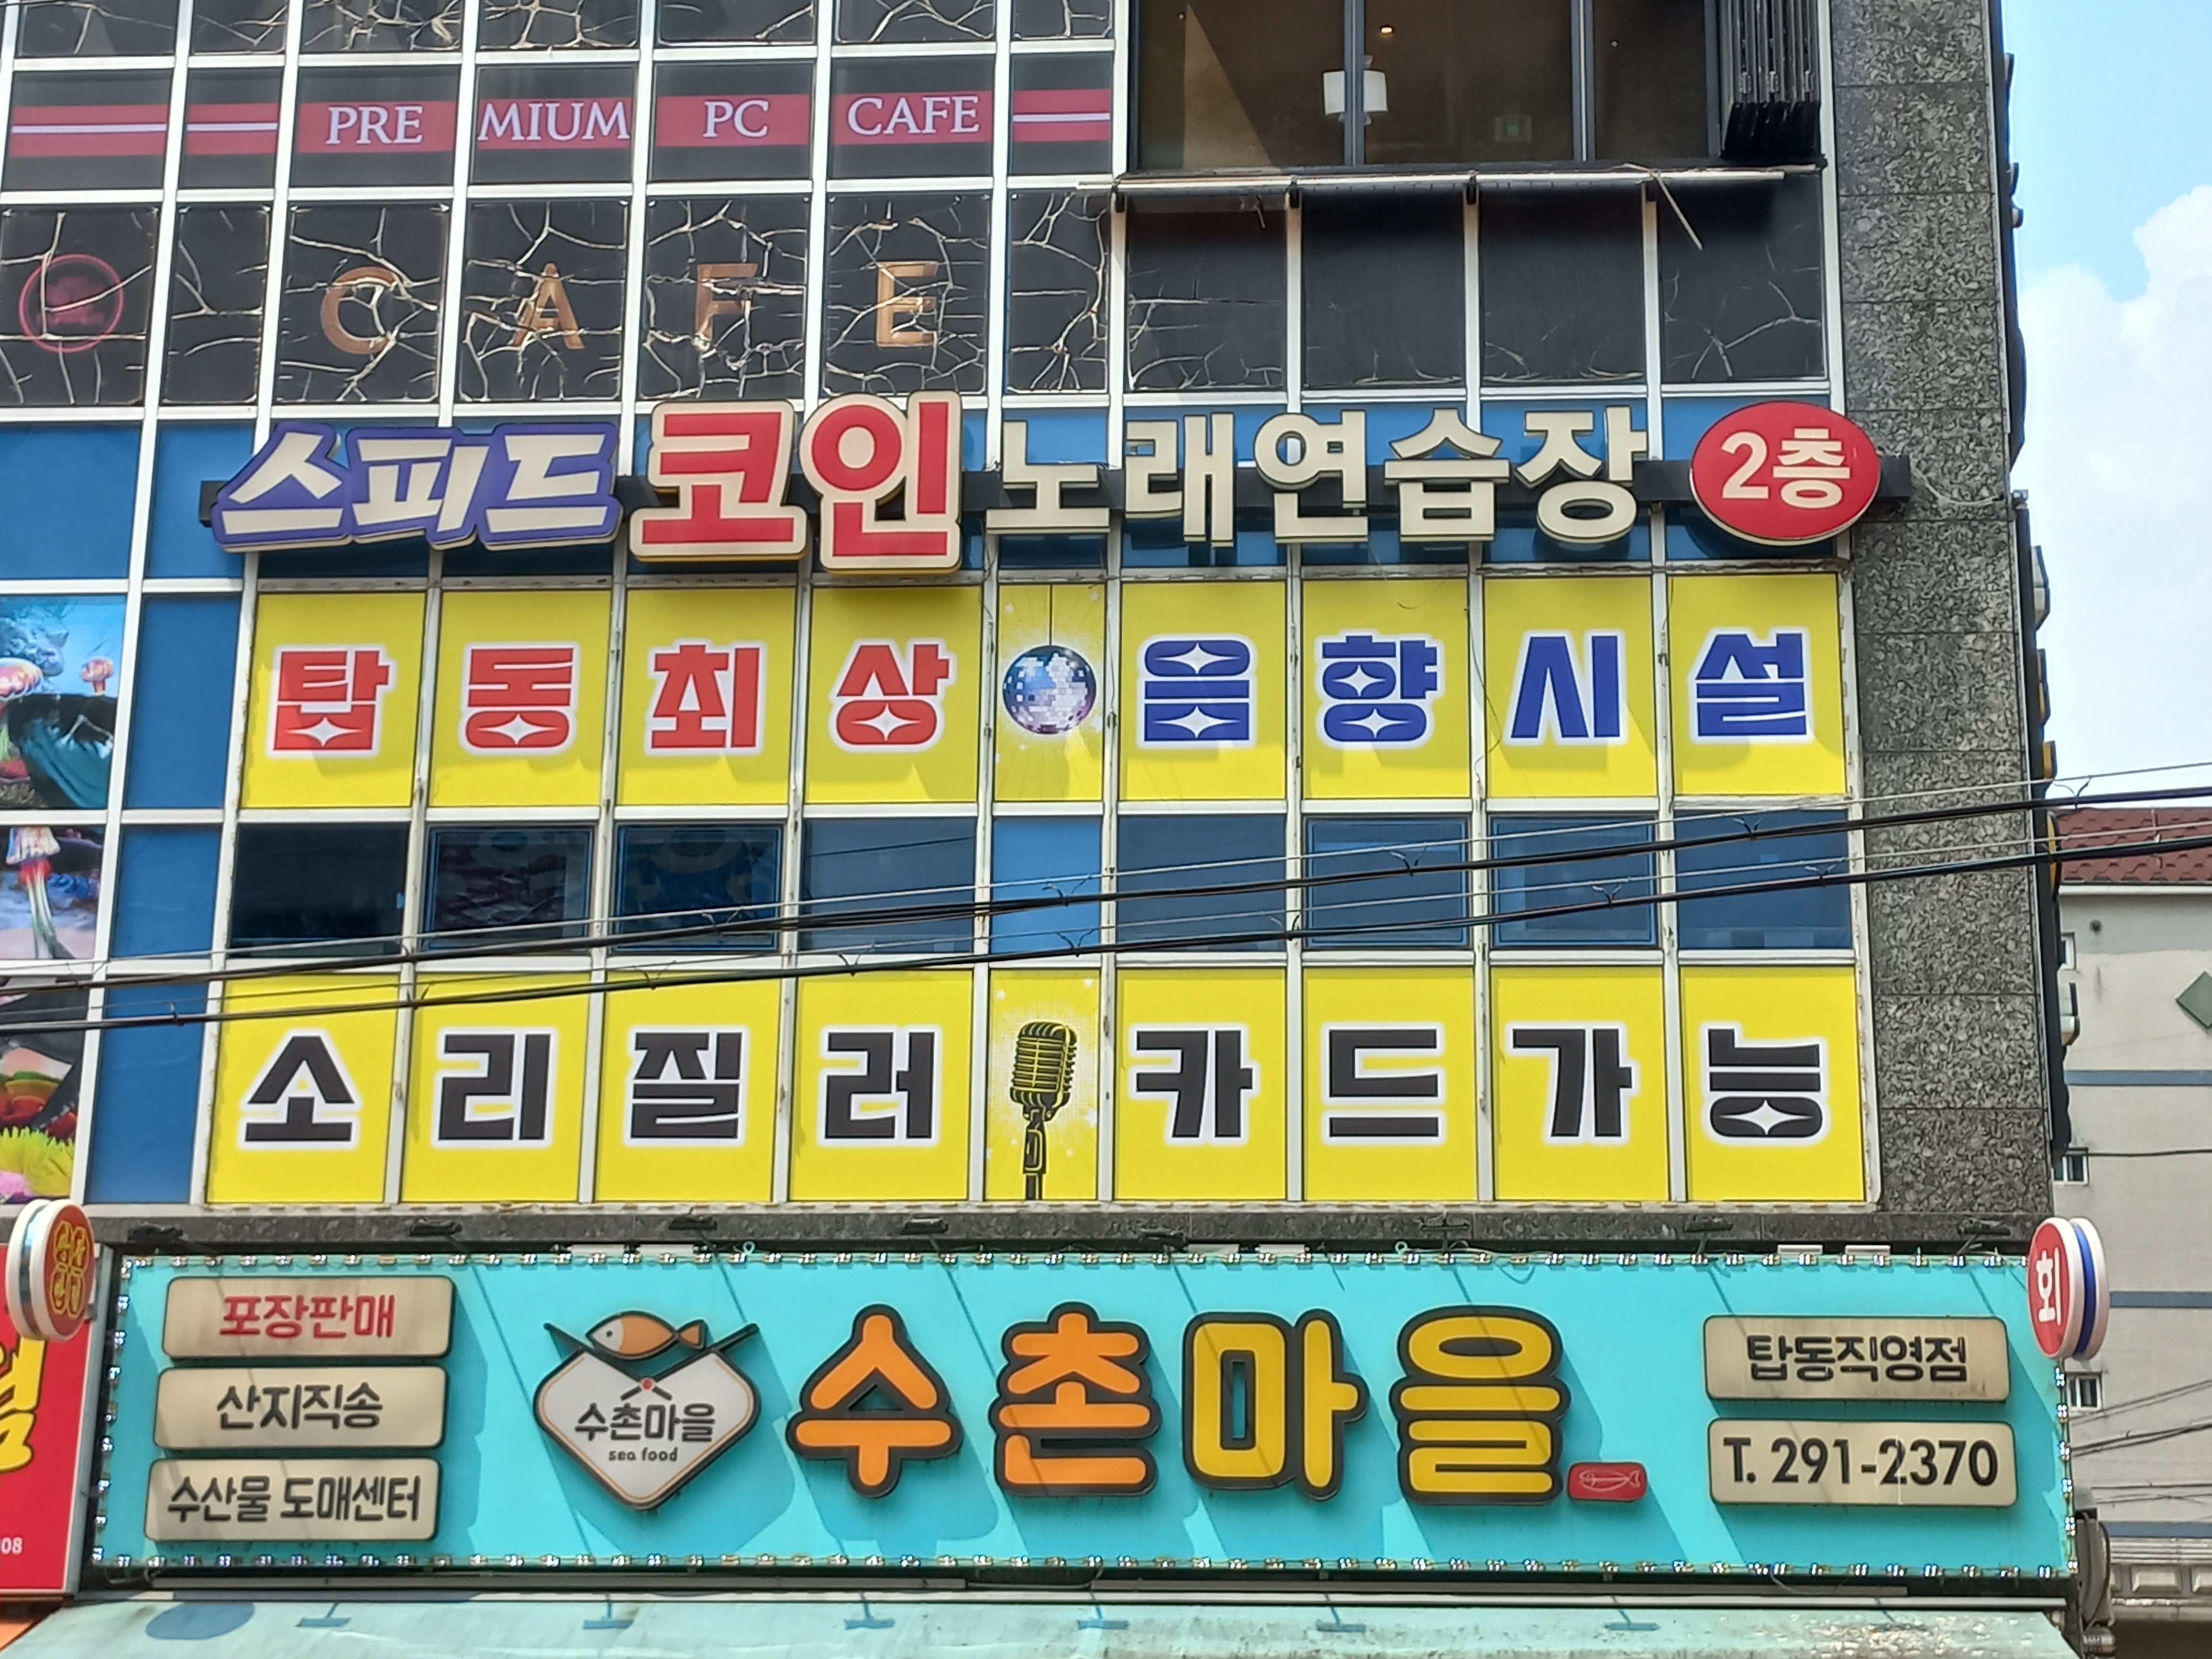 PREMIUM PC CAFE
CAFE
스피드 코인 노래연습장 2층
탑동최상 음향시설
소리질러 카드가능
포장판매
산지직송
수산물 도매센터
수촌마을
sea food
수촌마을
탑동직영점
T. 291-2370
회
08